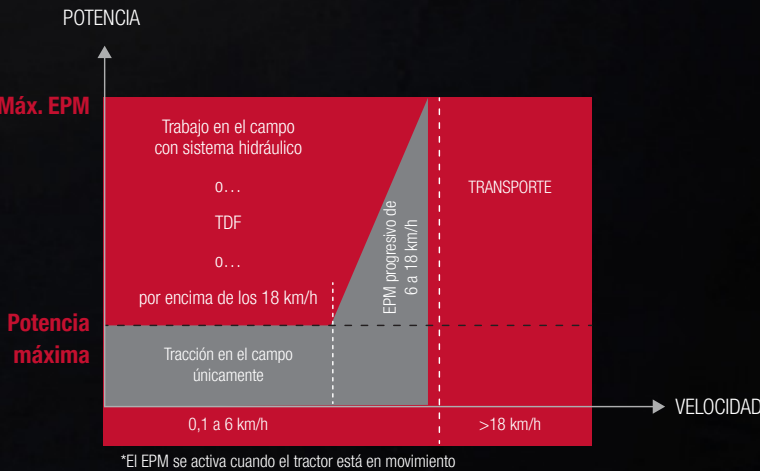 POTENCIA
Máx. EPM
Trabajo en el campo
con sistema hidráulico
o…
TDF
o…
por encima de los 18 km/h
EPM progresivo de
6 a 18 km/h
TRANSPORTE
Potencia
máxima
Tracción en el campo
únicamente
VELOCIDAD
0,1 a 6 km/h
>18 km/h
*El EPM se activa cuando el tractor está en movimiento